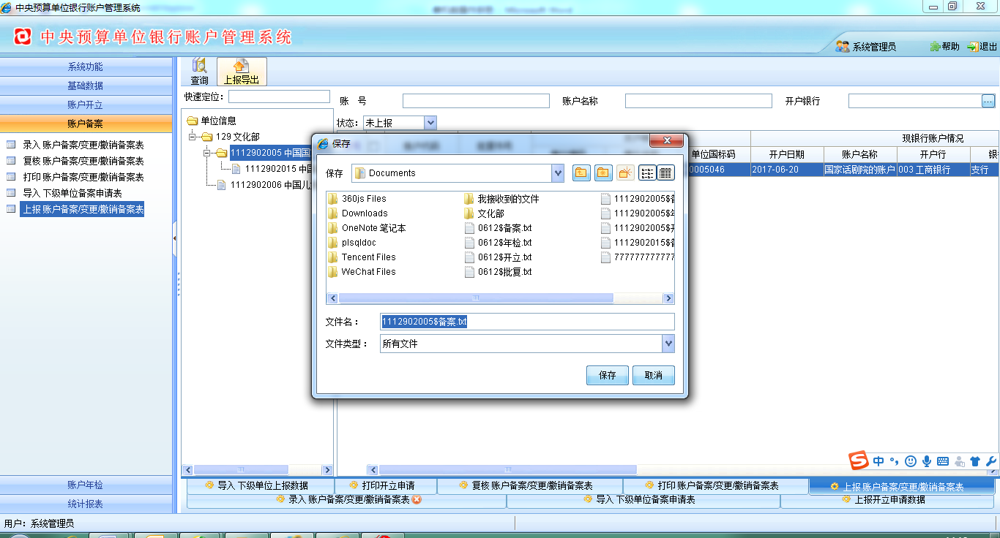 中央预算单位银行账户管理系统
中央预算单位银行账户管理系统
系统管理员 帮助 退出
系统功能
基础数据
账户开立
账户备案
录入 账户备案/变更/撤销备案表
复核 账户备案/变更/撤销备案表
打印 账户备案/变更/撤销备案表
导入 下级单位备案申请表
上报 账户备案/变更/撤销备案表
账户年检
统计报表
查询 上报导出
快速定位:
账 号 账户名称 开户银行
状态: 未上报
单位信息
129 文化部
1112902005 中国国
1112902015 中国
1112902006 中国儿
现银行账户情况
单位国标码 开户日期 账户名称 开户行 银
0005046 2017-06-20 国家话剧院的账户 003 工商银行 支行
保存
保存 Documents
360js Files 我接收到的文件 1112902005$备
Downloads 文化部 1112902005$年
OneNote 笔记本 0612$备案.txt 1112902005$开
plsqldoc 0612$年检.txt 1112902015$备
Tencent Files 0612$开立.txt 777777777777
WeChat Files 0612$批复.txt
文件名： 1112902005$备案.txt
文件类型： 所有文件
保存 取消
中
导入 下级单位上报数据 打印开立申请 复核 账户备案/变更/撤销备案表 打印 账户备案/变更/撤销备案表 上报 账户备案/变更/撤销备案表
录入 账户备案/变更/撤销备案表 导入 下级单位备案申请表 上报开立申请数据
用户: 系统管理员